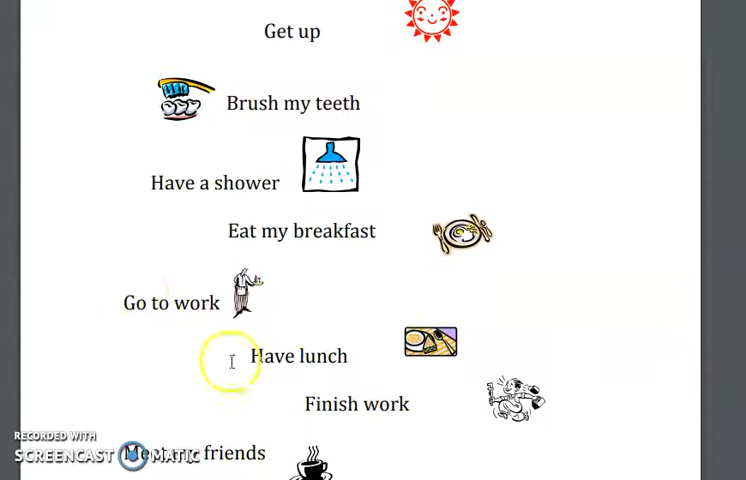 Get up
Brush my teeth
Have a shower
Eat my breakfast
Go to work
Have lunch
Finish work
RECORDED WITH
SCREENCAST MATIC
friends